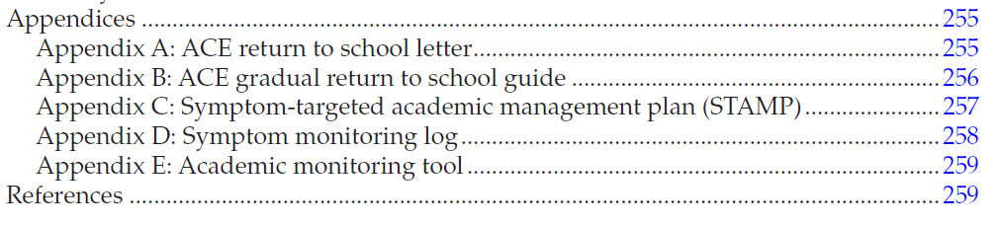 Appendices ........ 255
Appendix A: ACE return to school letter ........ 255
Appendix B: ACE gradual return to school guide ........ 256
Appendix C: Symptom-targeted academic management plan (STAMP) ........ 257
Appendix D: Symptom monitoring log ........ 258
Appendix E: Academic monitoring tool ........ 259
References ........ 259